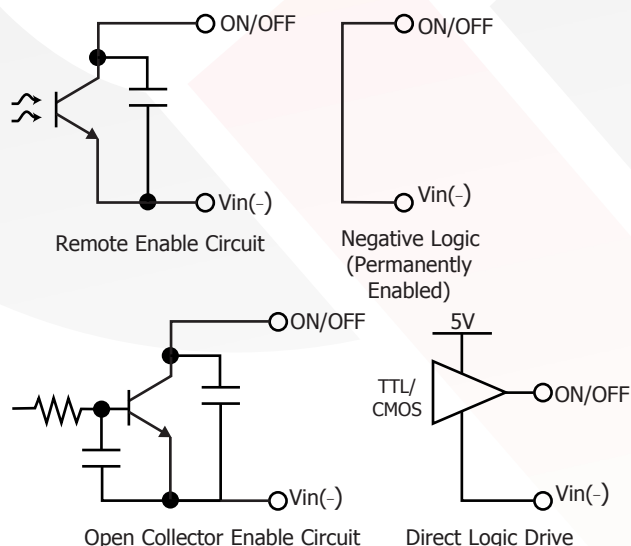 ON/OFF
Vin(-)
Remote Enable Circuit
ON/OFF
Vin(-)
Negative Logic
(Permanently
Enabled)
ON/OFF
Vin(-)
Open Collector Enable Circuit
5V
TTL/
CMOS
ON/OFF
Vin(-)
Direct Logic Drive